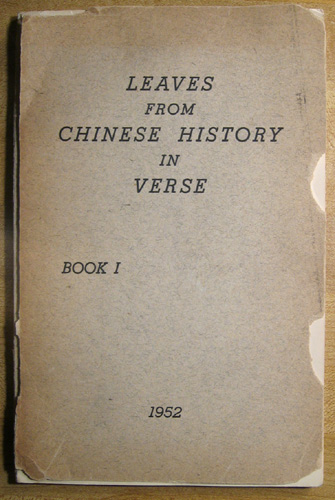 LEAVES
FROM
CHINESE HISTORY
IN
VERSE
BOOK I
1952